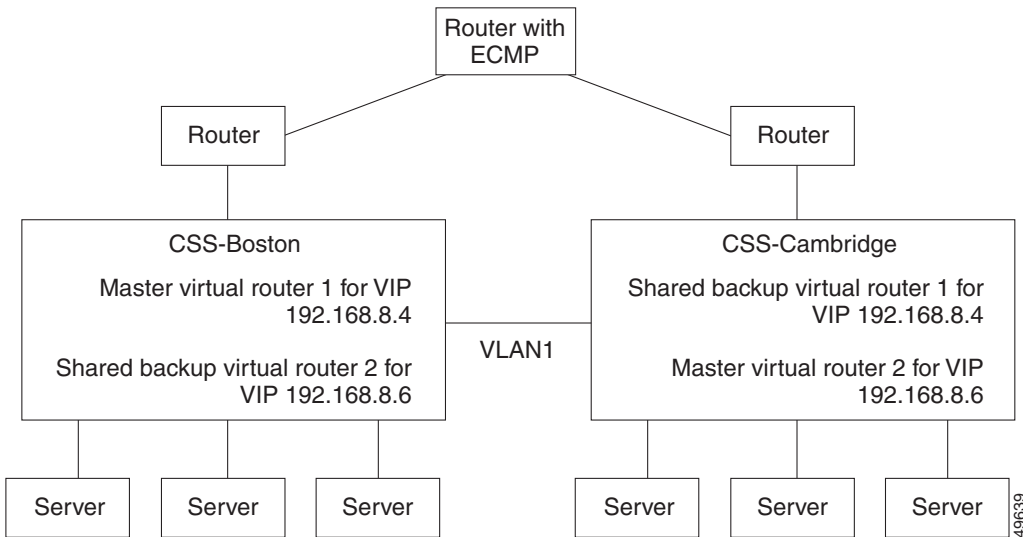 Router with
ECMP
Router
Router
CSS-Boston
Master virtual router 1 for VIP
192.168.8.4
Shared backup virtual router 2 for
VIP 192.168.8.6
VLAN1
CSS-Cambridge
Shared backup virtual router 1 for
VIP 192.168.8.4
Master virtual router 2 for VIP
192.168.8.6
Server
Server
Server
Server
Server
Server
49639